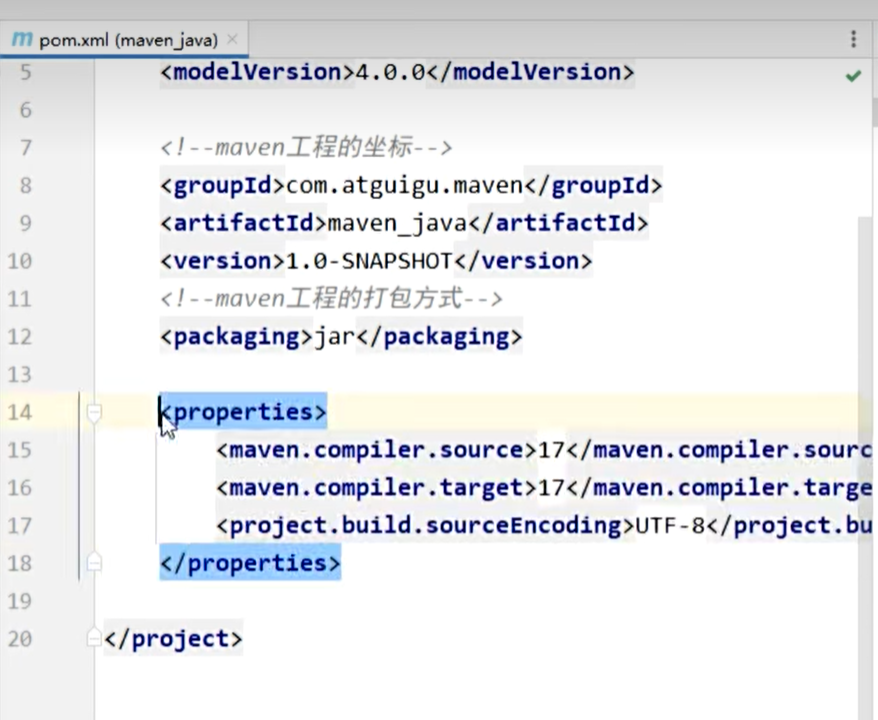 m pom.xml (maven_java) ×
5 <modelVersion>4.0.0</modelVersion>
6
7 <!--maven工程的坐标-->
8 <groupId>com.atguigu.maven</groupId>
9 <artifactId>maven_java</artifactId>
10 <version>1.0-SNAPSHOT</version>
11 <!--maven工程的打包方式-->
12 <packaging>jar</packaging>
13
14 <properties>
15 <maven.compiler.source>17</maven.compiler.sourc
16 <maven.compiler.target>17</maven.compiler.targe
17 <project.build.sourceEncoding>UTF-8</project.bu
18 </properties>
19
20 </project>